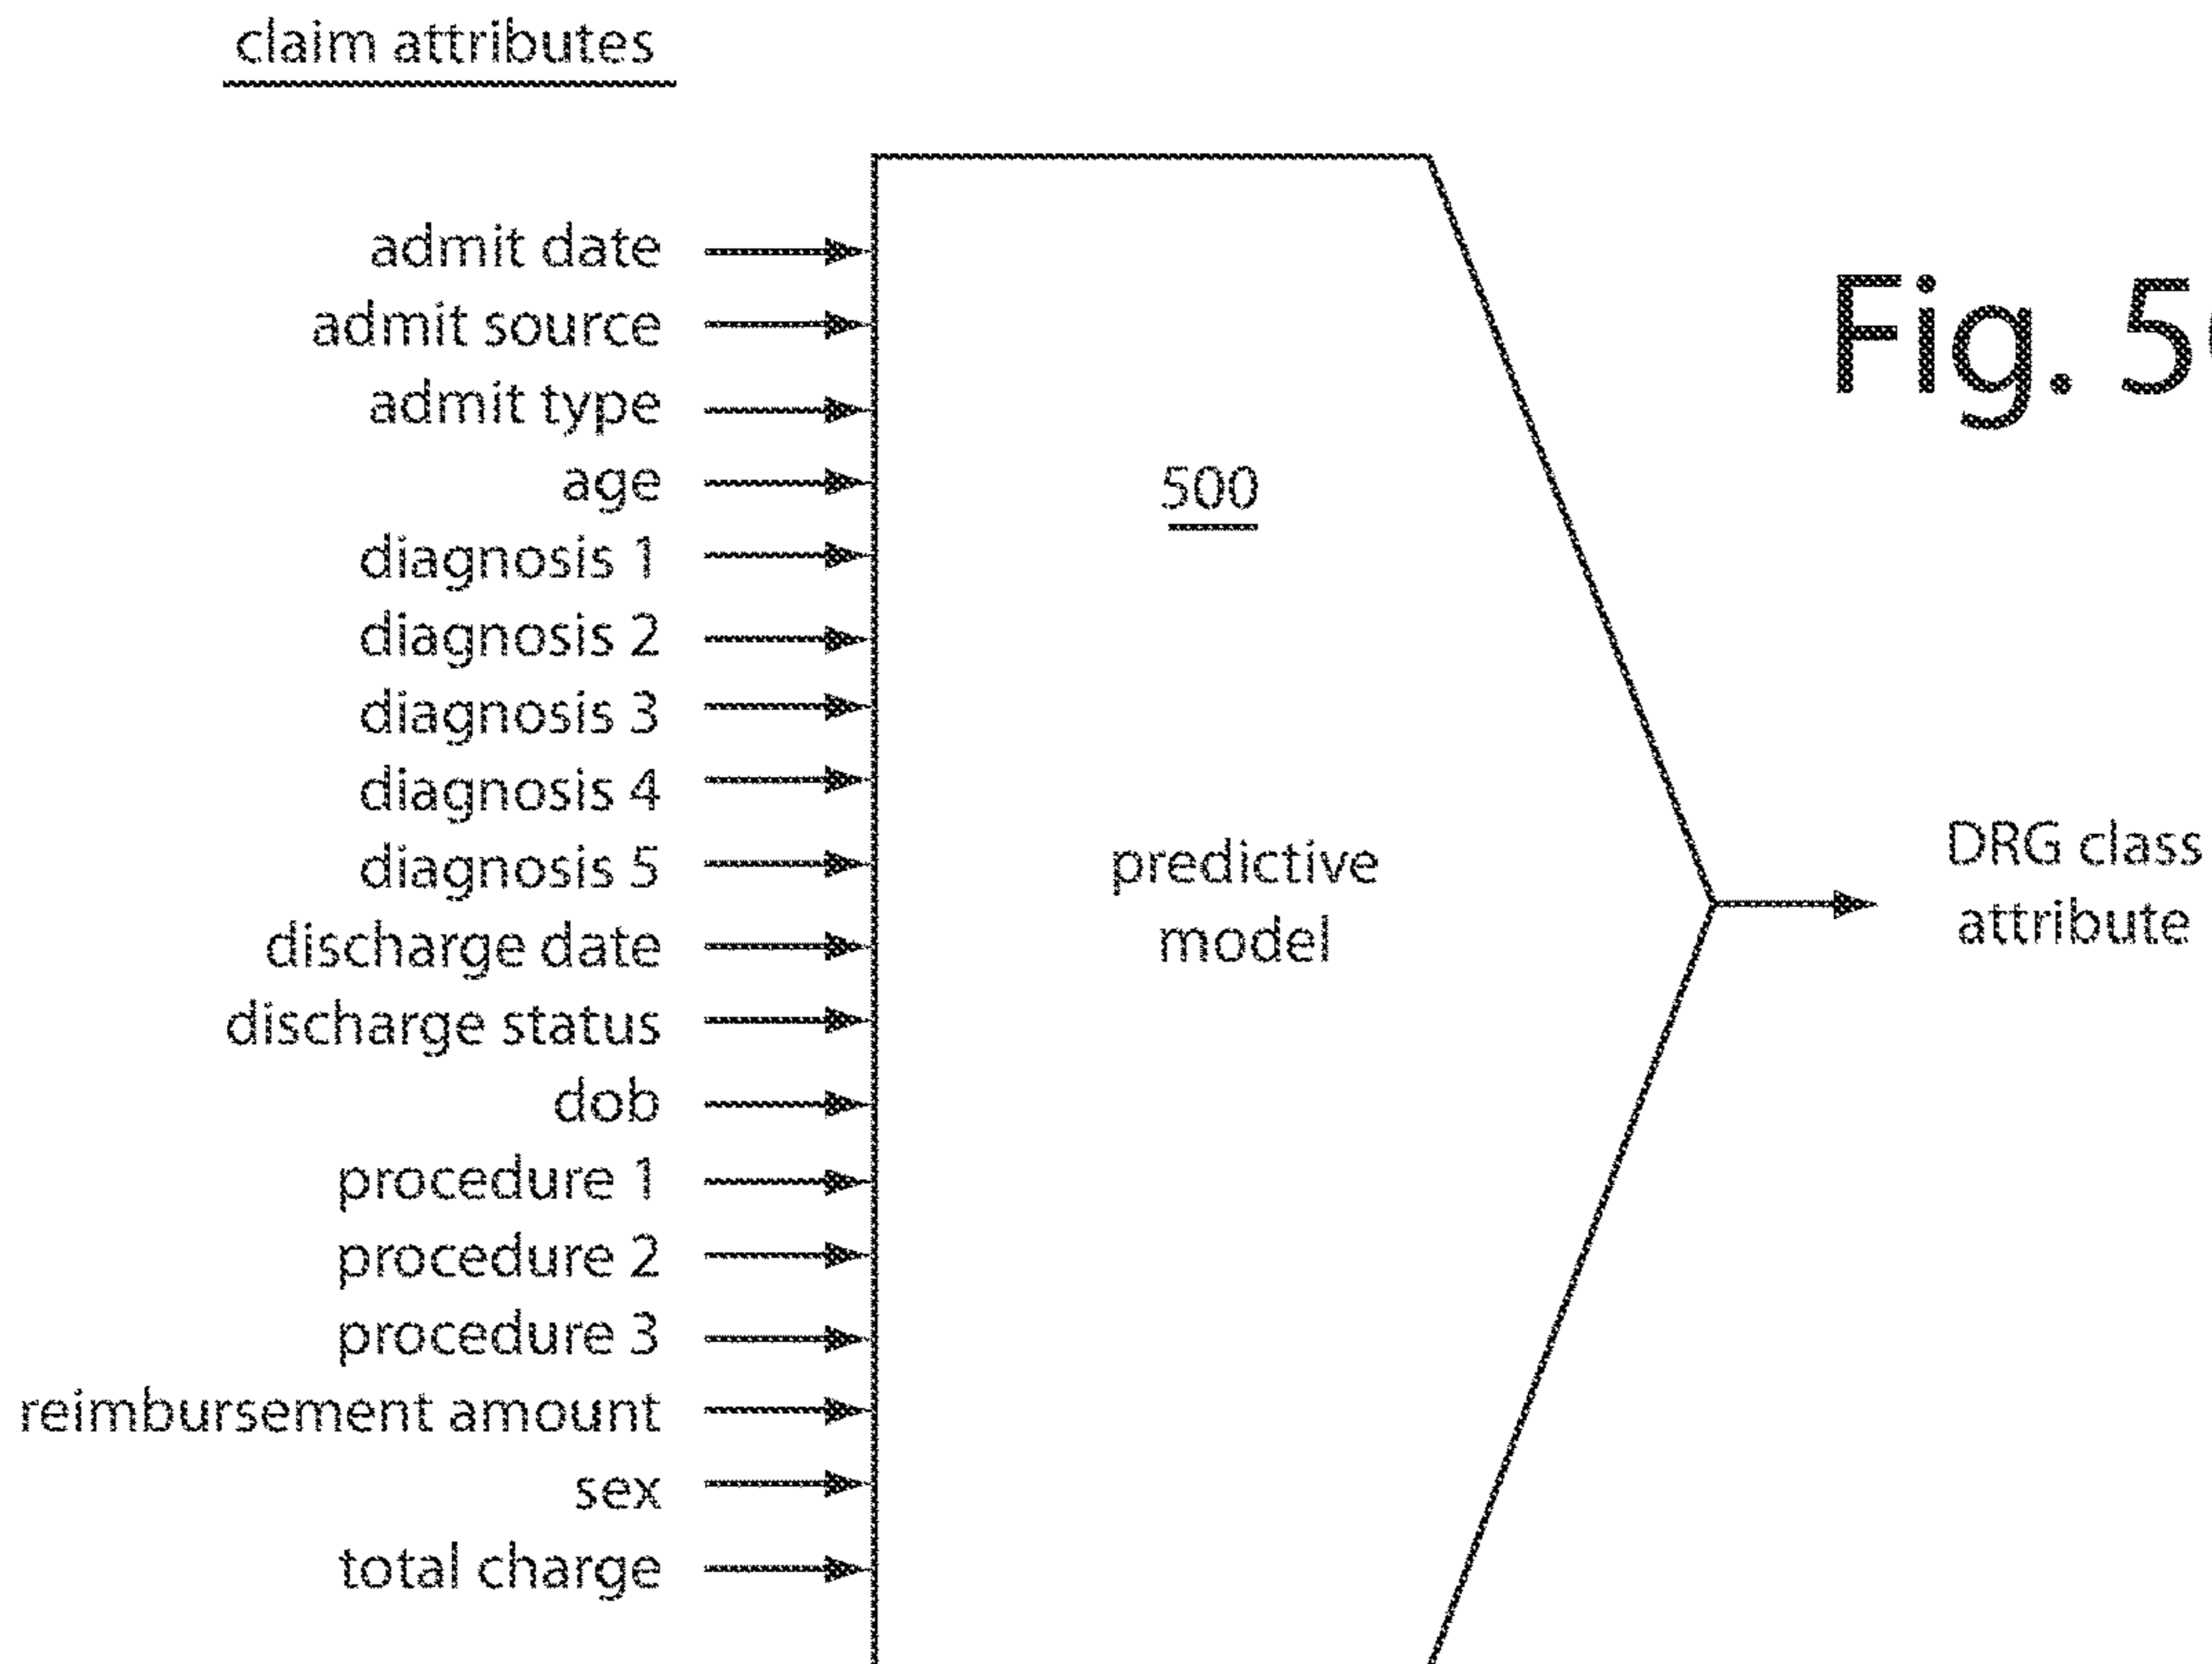 claim attributes
admit date
admit source
admit type
age
diagnosis 1
diagnosis 2
diagnosis 3
diagnosis 4
diagnosis 5
discharge date
discharge status
dob
procedure 1
procedure 2
procedure 3
reimbursement amount
sex
total charge
500
predictive
model
Fig. 5
DRG class
attribute